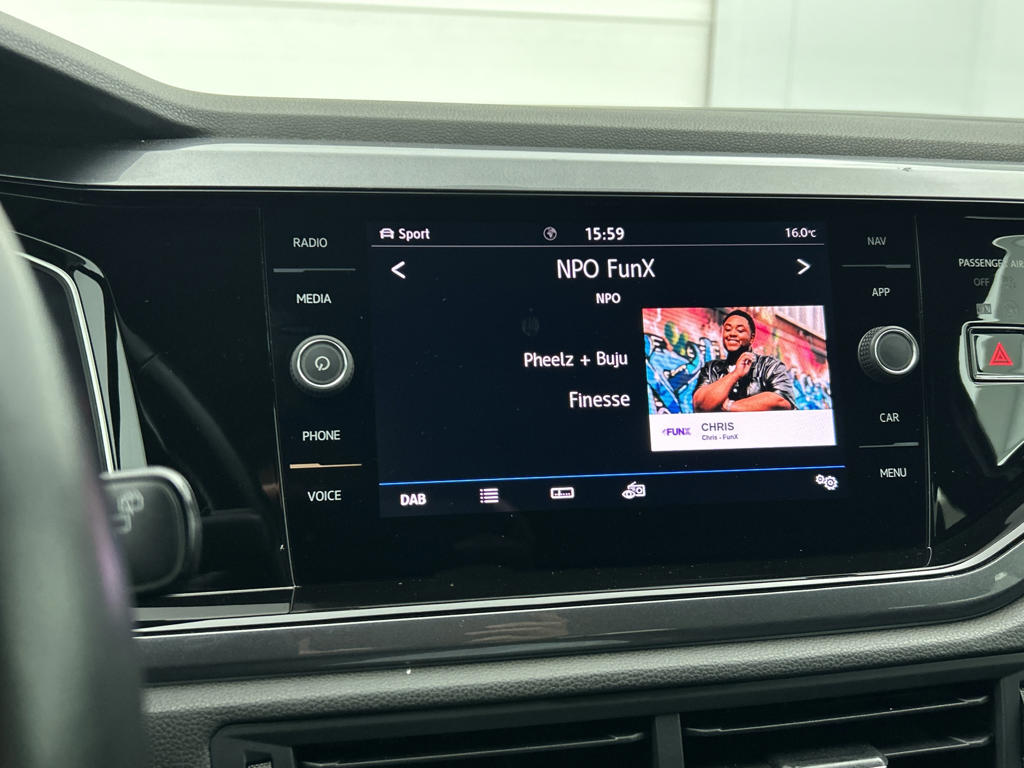 RADIO
MEDIA
PHONE
VOICE
Sport
15:59
16.0°C
< NPO FunX >
NPO
Pheelz + Buju
Finesse
FUNX
CHRIS
Chris - FunX
DAB
NAV
APP
CAR
MENU
PASSENGER AIR
OFF